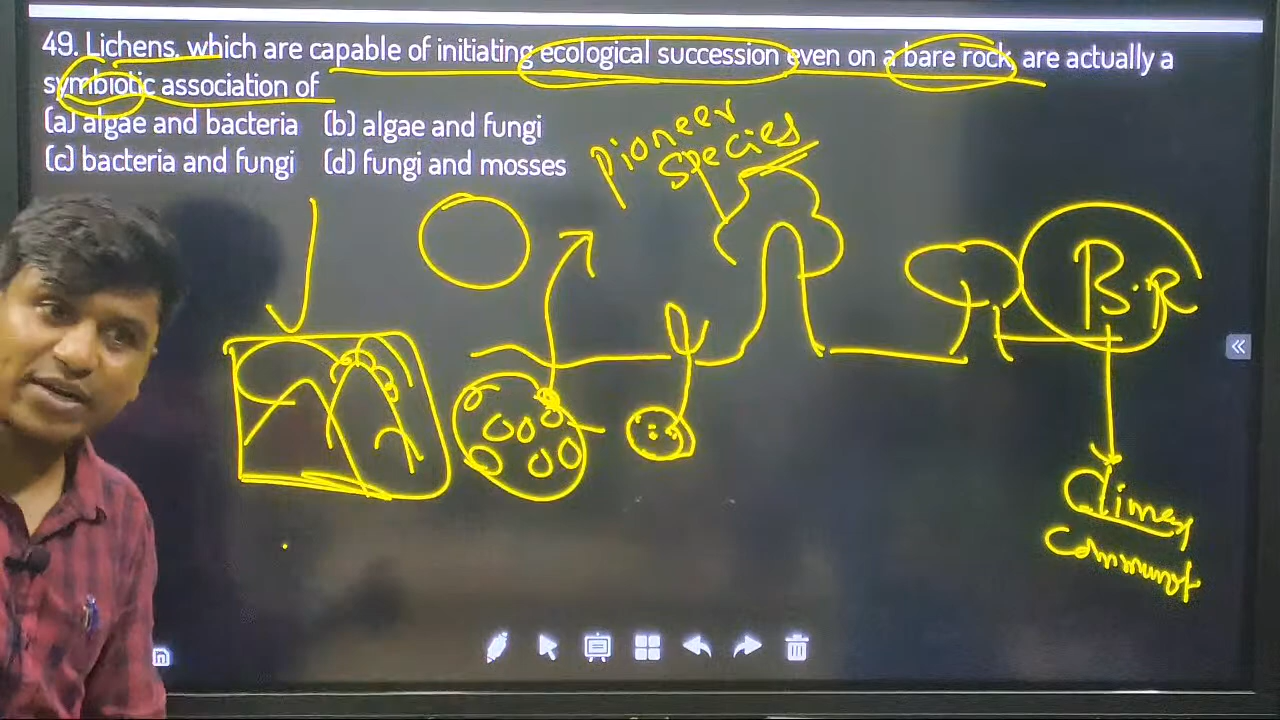 49. Lichens, which are capable of initiating ecological succession even on a bare rock, are actually a
symbiotic association of
(a) algae and bacteria (b) algae and fungi
(c) bacteria and fungi (d) fungi and mosses
pioneer
species
B.R
Climax